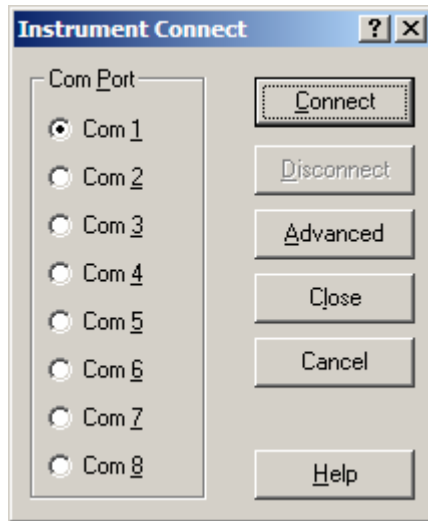 Instrument Connect
Com Port
Com 1
Com 2
Com 3
Com 4
Com 5
Com 6
Com 7
Com 8
Connect
Disconnect
Advanced
Close
Cancel
Help